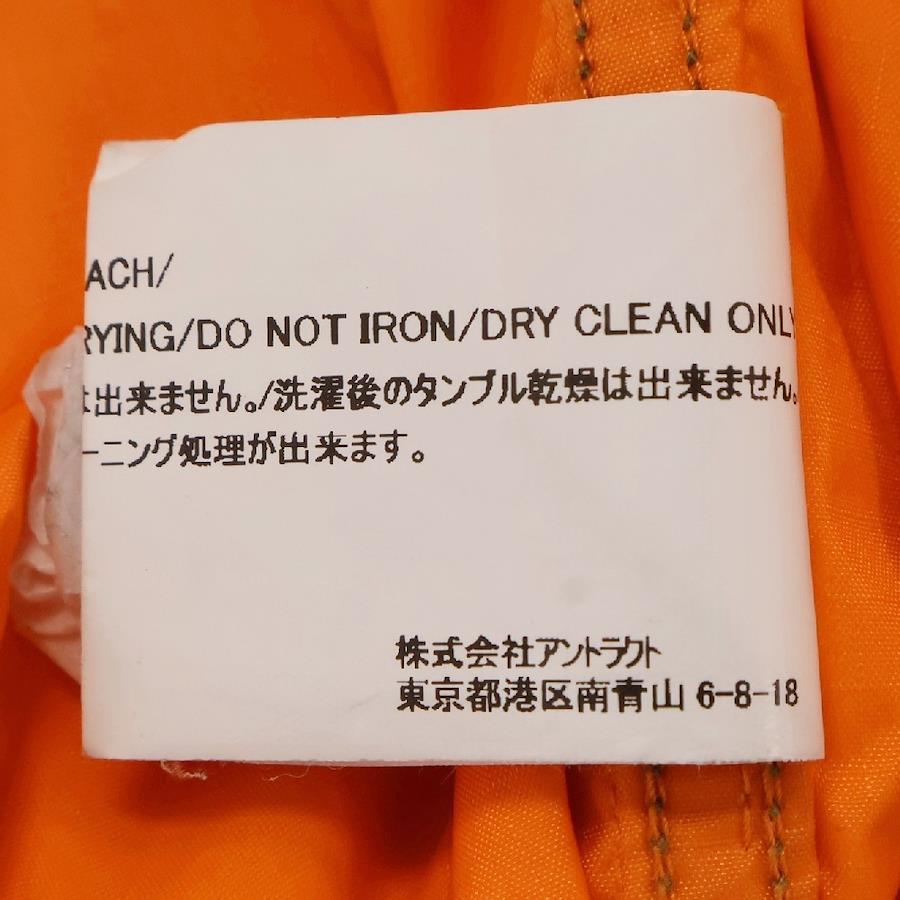 ACH/
RYING/DO NOT IRON/DRY CLEAN ONLY
は出来ません。/洗濯後のタンブル乾燥は出来ません。
ーニング処理が出来ます。
株式会社アントラクト
東京都港区南青山 6-8-18